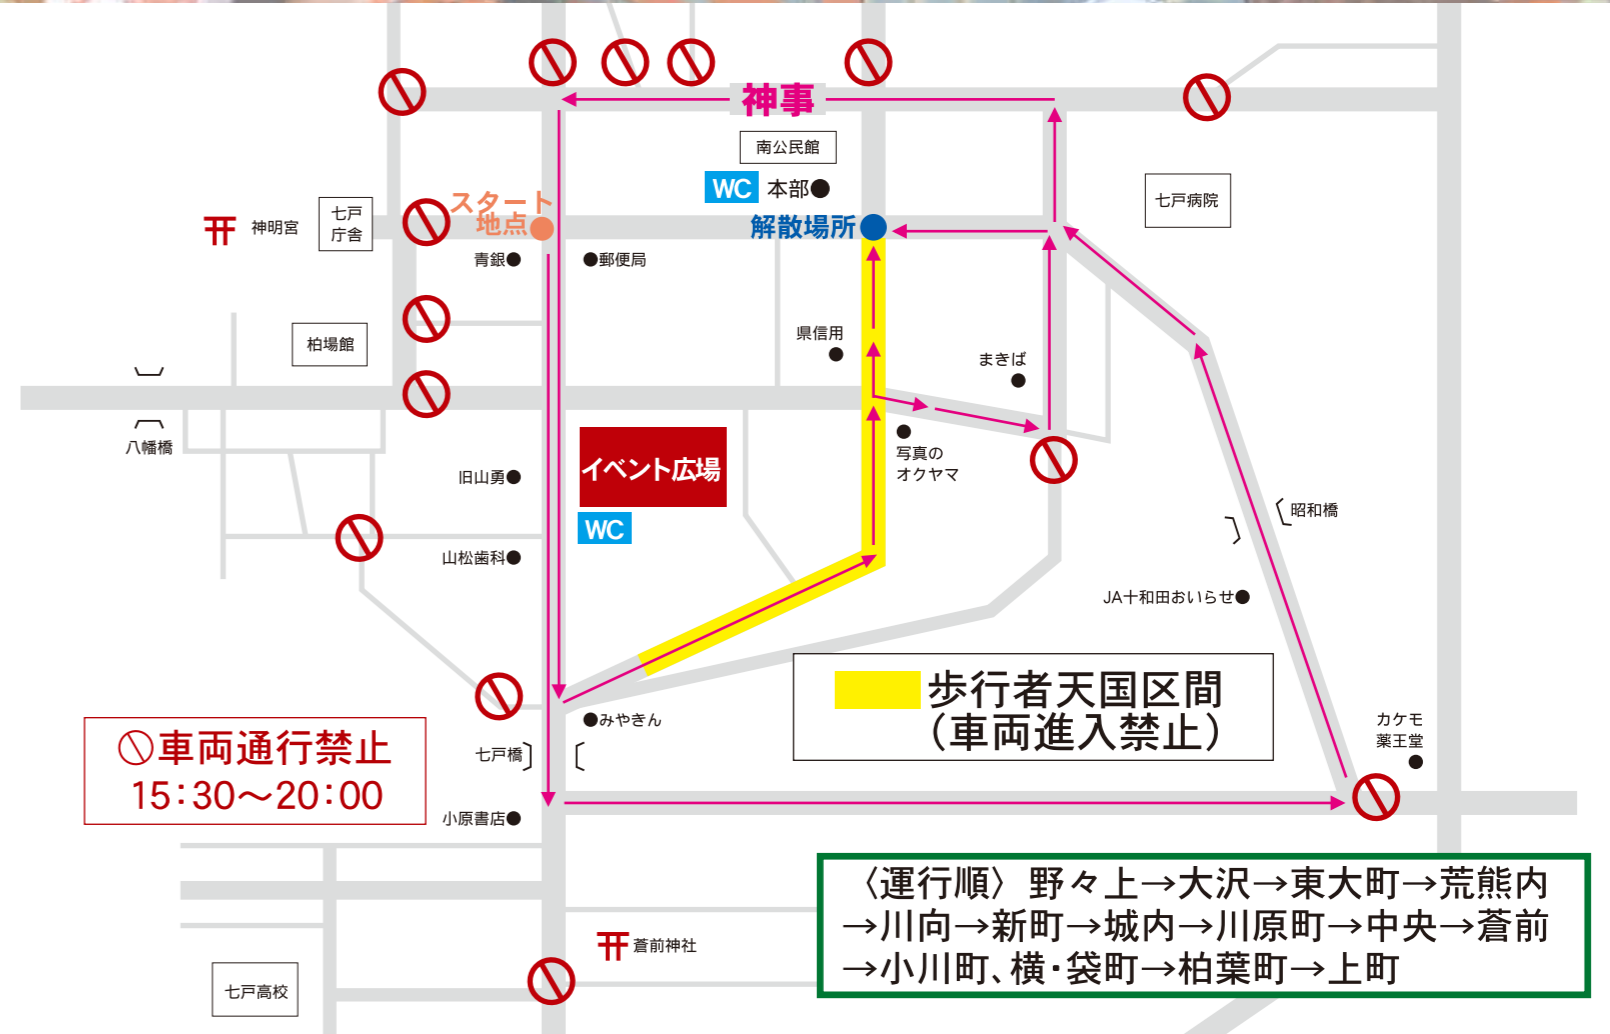 神事
南公民館
WC 本部
七戸病院
スタート
地点
七戸
庁舎
神明宮
解散場所
青銀
郵便局
県信用
柏場館
まきば
八幡橋
写真の
オクヤマ
イベント広場
旧山勇
WC
昭和橋
山松歯科
JA十和田おいらせ
歩行者天国区間
(車両進入禁止)
みやきん
カケモ
薬王堂
七戸橋
車両通行禁止
15:30～20:00
小原書店
〈運行順〉野々上→大沢→東大町→荒熊内
→川向→新町→城内→川原町→中央→蒼前
→小川町、横・袋町→柏葉町→上町
蒼前神社
七戸高校